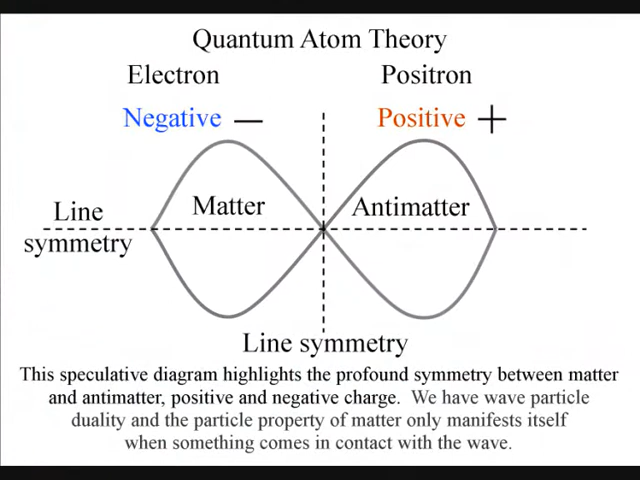 Quantum Atom Theory
Electron Positron
Negative — Positive +
Matter Antimatter
Line
symmetry
Line symmetry
This speculative diagram highlights the profound symmetry between matter
and antimatter, positive and negative charge. We have wave particle
duality and the particle property of matter only manifests itself
when something comes in contact with the wave.